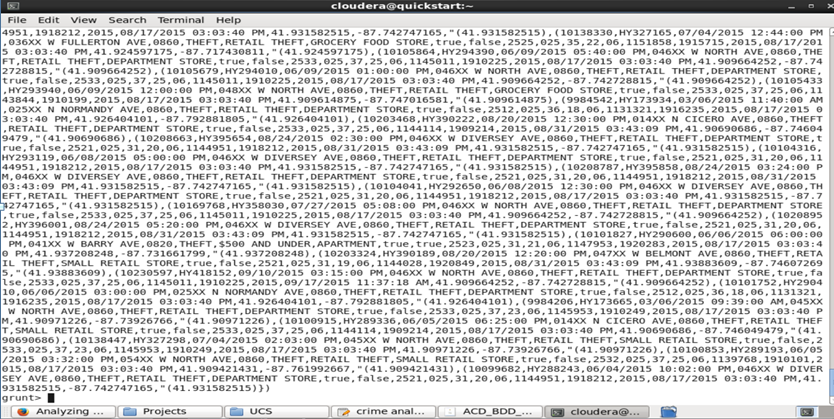 cloudera@quickstart:~
File Edit View Search Terminal Help
4951,1918212,2015,08/17/2015 03:03:40 PM,41.931582515,-87.742747165,"(41.931582515),(10138330,HY327165,07/04/2015 12:44:00 PM
,036XX W FULLERTON AVE,0860,THEFT,RETAIL THEFT,GROCERY FOOD STORE,true,false,2525,025,35,22,06,1151858,1915715,2015,08/17/201
5 03:03:40 PM,41.924597175,-87.717430811,"(41.924597175),(10105864,HY294390,06/09/2015 05:40:00 PM,046XX W NORTH AVE,0860,THE
FT,RETAIL THEFT,DEPARTMENT STORE,true,false,2533,025,37,25,06,1145011,1910225,2015,08/17/2015 03:03:40 PM,41.909664252,-87.74
2728815,"(41.909664252),(10105679,HY294010,06/09/2015 01:00:00 PM,046XX W NORTH AVE,0860,THEFT,RETAIL THEFT,DEPARTMENT STORE,
true,false,2533,025,37,25,06,1145011,1910225,2015,08/17/2015 03:03:40 PM,41.909664252,-87.742728815,"(41.909664252),(10105433
,HY293940,06/09/2015 12:00:00 PM,048XX W NORTH AVE,0860,THEFT,RETAIL THEFT,GROCERY FOOD STORE,true,false,2533,025,37,25,06,11
43844,1910199,2015,08/17/2015 03:03:40 PM,41.909614875,-87.747016581,"(41.909614875),(9984542,HY173934,03/06/2015 11:40:00 AM
,025XX N NORMANDY AVE,0860,THEFT,RETAIL THEFT,DEPARTMENT STORE,true,false,2512,025,36,18,06,1131321,1916235,2015,08/17/2015 0
3:03:40 PM,41.926404101,-87.792881805,"(41.926404101),(10203468,HY390222,08/20/2015 12:30:00 PM,014XX N CICERO AVE,0860,THEFT
,RETAIL THEFT,DEPARTMENT STORE,true,false,2533,025,37,25,06,1144114,1909214,2015,08/31/2015 03:43:09 PM,41.90690686,-87.74604
9479,"(41.90690686),(10208663,HY395654,08/24/2015 02:30:00 PM,046XX W DIVERSEY AVE,0860,THEFT,RETAIL THEFT,DEPARTMENT STORE,t
rue,false,2521,025,31,20,06,1144951,1918212,2015,08/31/2015 03:43:09 PM,41.931582515,-87.742747165,"(41.931582515),(10104316,
HY293119,06/08/2015 05:00:00 PM,046XX W DIVERSEY AVE,0860,THEFT,RETAIL THEFT,DEPARTMENT STORE,true,false,2521,025,31,20,06,11
44951,1918212,2015,08/17/2015 03:03:40 PM,41.931582515,-87.742747165,"(41.931582515),(10208787,HY395858,08/24/2015 03:24:00 P
M,046XX W DIVERSEY AVE,0860,THEFT,RETAIL THEFT,DEPARTMENT STORE,true,false,2521,025,31,20,06,1144951,1918212,2015,08/31/2015
03:43:09 PM,41.931582515,-87.742747165,"(41.931582515),(10104041,HY292650,06/08/2015 12:30:00 PM,046XX W DIVERSEY AVE,0860,TH
EFT,RETAIL THEFT,DEPARTMENT STORE,true,false,2521,025,31,20,06,1144951,1918212,2015,08/17/2015 03:03:40 PM,41.931582515,-87.7
42747165,"(41.931582515),(10169768,HY358030,07/27/2015 05:08:00 PM,046XX W NORTH AVE,0860,THEFT,RETAIL THEFT,DEPARTMENT STORE
,true,false,2533,025,37,25,06,1145011,1910225,2015,08/17/2015 03:03:40 PM,41.909664252,-87.742728815,"(41.909664252),(1020895
2,HY396001,08/24/2015 05:20:00 PM,046XX W DIVERSEY AVE,0860,THEFT,RETAIL THEFT,DEPARTMENT STORE,true,false,2521,025,31,20,06,
1144951,1918212,2015,08/31/2015 03:43:09 PM,41.931582515,-87.742747165,"(41.931582515),(10101827,HY290600,06/06/2015 06:00:00
PM,041XX W BARRY AVE,0820,THEFT,$500 AND UNDER,APARTMENT,true,true,2523,025,31,21,06,1147953,1920283,2015,08/17/2015 03:03:4
0 PM,41.937208248,-87.731661799,"(41.937208248),(10203324,HY390189,08/20/2015 12:20:00 PM,047XX W BELMONT AVE,0860,THEFT,RETA
IL THEFT,SMALL RETAIL STORE,true,false,2521,025,31,19,06,1144028,1920849,2015,08/31/2015 03:43:09 PM,41.93883609,-87.74607269
5,"(41.93883609),(10230597,HY418152,09/10/2015 03:15:00 PM,046XX W NORTH AVE,0860,THEFT,RETAIL THEFT,DEPARTMENT STORE,true,fa
lse,2533,025,37,25,06,1145011,1910225,2015,09/17/2015 11:37:18 AM,41.909664252,-87.742728815,"(41.909664252),(10101752,HY2904
10,06/06/2015 03:00:00 PM,025XX N NORMANDY AVE,0860,THEFT,RETAIL THEFT,DEPARTMENT STORE,true,false,2512,025,36,18,06,1131321,
1916235,2015,08/17/2015 03:03:40 PM,41.926404101,-87.792881805,"(41.926404101),(9984206,HY173665,03/06/2015 09:39:00 AM,045XX
W NORTH AVE,0860,THEFT,RETAIL THEFT,DEPARTMENT STORE,true,false,2533,025,37,23,06,1145953,1910249,2015,08/17/2015 03:03:40 P
M,41.90971226,-87.73926766,"(41.90971226),(10100915,HY289336,06/05/2015 06:25:00 PM,014XX N CICERO AVE,0860,THEFT,RETAIL THEF
T,SMALL RETAIL STORE,true,false,2533,025,37,25,06,1144114,1909214,2015,08/17/2015 03:03:40 PM,41.90690686,-87.746049479,"(41
.90690686),(10138447,HY327298,07/04/2015 02:03:00 PM,045XX W NORTH AVE,0860,THEFT,RETAIL THEFT,SMALL RETAIL STORE,true,false,
2533,025,37,23,06,1145953,1910249,2015,08/17/2015 03:03:40 PM,41.90971226,-87.73926766,"(41.90971226),(10100853,HY289193,06/05
/2015 03:32:00 PM,054XX W NORTH AVE,0860,THEFT,RETAIL THEFT,SMALL RETAIL STORE,true,false,2532,025,37,25,06,1139768,1910101,2
015,08/17/2015 03:03:40 PM,41.909421431,-87.761992667,"(41.909421431),(10099682,HY288243,06/04/2015 10:02:00 PM,046XX W DIVER
SEY AVE,0860,THEFT,RETAIL THEFT,DEPARTMENT STORE,true,false,2521,025,31,20,06,1144951,1918212,2015,08/17/2015 03:03:40 PM,41.
931582515,-87.742747165,"(41.931582515)})
grunt>
Analyzing ... Projects UCS crime anal... ACD_BDD_... cloudera@...